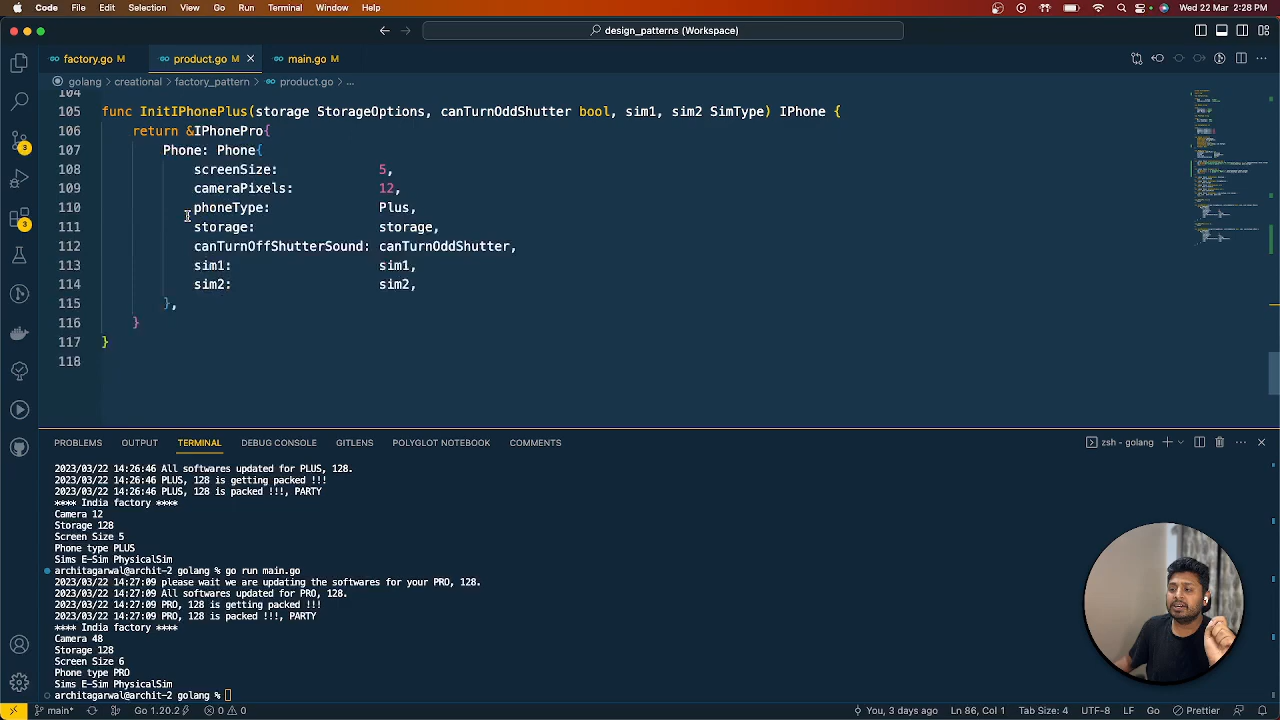 Code File Edit Selection View Go Run Terminal Window Help
Wed 22 Mar 2:28 PM
design_patterns (Workspace)
factory.go M product.go M main.go M
golang > creational > factory_pattern > product.go > ...
104
105 func InitIPhonePlus(storage StorageOptions, canTurnOddShutter bool, sim1, sim2 SimType) IPhone {
106 return &IPhonePro{
107 Phone: Phone{
108 screenSize: 5,
109 cameraPixels: 12,
110 phoneType: Plus,
111 storage: storage,
112 canTurnOffShutterSound: canTurnOddShutter,
113 sim1: sim1,
114 sim2: sim2,
115 },
116 }
117 }
118
3
3
PROBLEMS OUTPUT TERMINAL DEBUG CONSOLE GITLENS POLYGLOT NOTEBOOK COMMENTS
zsh - golang
2023/03/22 14:26:46 All softwares updated for PLUS, 128.
2023/03/22 14:26:46 PLUS, 128 is getting packed !!!
2023/03/22 14:26:46 PLUS, 128 is packed !!!, PARTY
**** India factory ****
Camera 12
Storage 128
Screen Size 5
Phone type PLUS
Sims E-Sim PhysicalSim
architagarwal@archit-2 golang % go run main.go
2023/03/22 14:27:09 please wait we are updating the softwares for your PRO, 128.
2023/03/22 14:27:09 All softwares updated for PRO, 128.
2023/03/22 14:27:09 PRO, 128 is getting packed !!!
2023/03/22 14:27:09 PRO, 128 is packed !!!, PARTY
**** India factory ****
Camera 48
Storage 128
Screen Size 6
Phone type PRO
Sims E-Sim PhysicalSim
architagarwal@archit-2 golang %
main* Go 1.20.2 0 0 You, 3 days ago Ln 86, Col 1 Tab Size: 4 UTF-8 LF Go Prettier